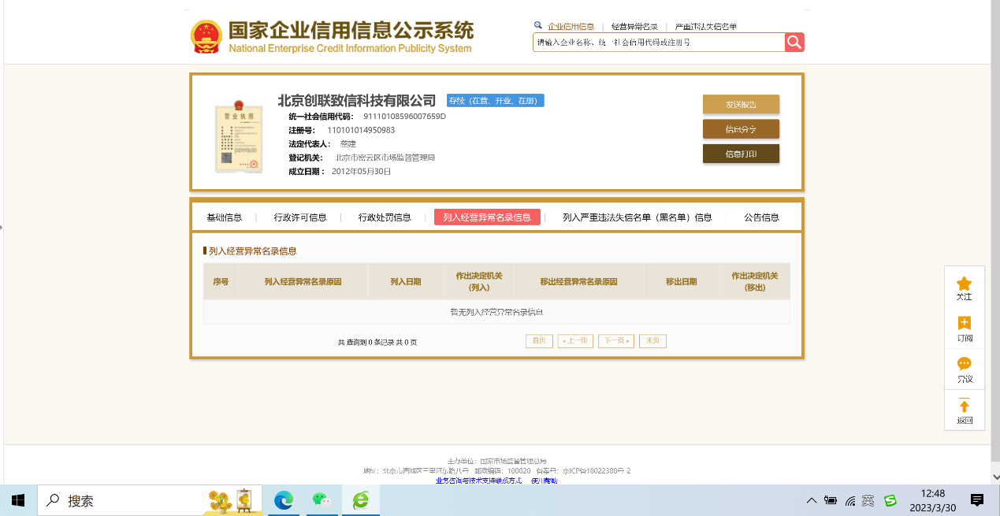 国家企业信用信息公示系统
National Enterprise Credit Information Publicity System
企业信用信息 | 经营异常名录 | 严重违法失信名单
请输入企业名称、统一社会信用代码或注册号
营业执照
北京创联致信科技有限公司 存续（在营、开业、在册）
统一社会信用代码： 91110108596007659D
注册号： 110101014950983
法定代表人： 蔡建
登记机关： 北京市密云区市场监督管理局
成立日期： 2012年05月30日
发送报告
信息分享
信息打印
基础信息 | 行政许可信息 | 行政处罚信息 | 列入经营异常名录信息 | 列入严重违法失信名单（黑名单）信息 公告信息
列入经营异常名录信息
序号 列入经营异常名录原因 列入日期 作出决定机关(列入) 移出经营异常名录原因 移出日期 作出决定机关(移出)
暂无列入经营异常名录信息
共 查询到 0 条记录 共 0 页 首页 上一页 下一页 末页
关注
订阅
异议
返回
主办单位：国家市场监督管理总局
地址：北京市西城区三里河东路八号 邮政编码：100820 备案号：京ICP备18022388号-2
业务咨询与技术支持联系方式 使用帮助
搜索
英
12:48
2023/3/30